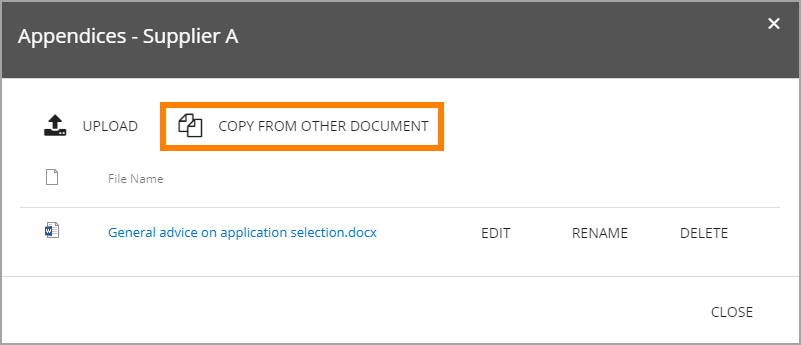 Appendices - Supplier A
UPLOAD COPY FROM OTHER DOCUMENT
File Name
General advice on application selection.docx EDIT RENAME DELETE
CLOSE